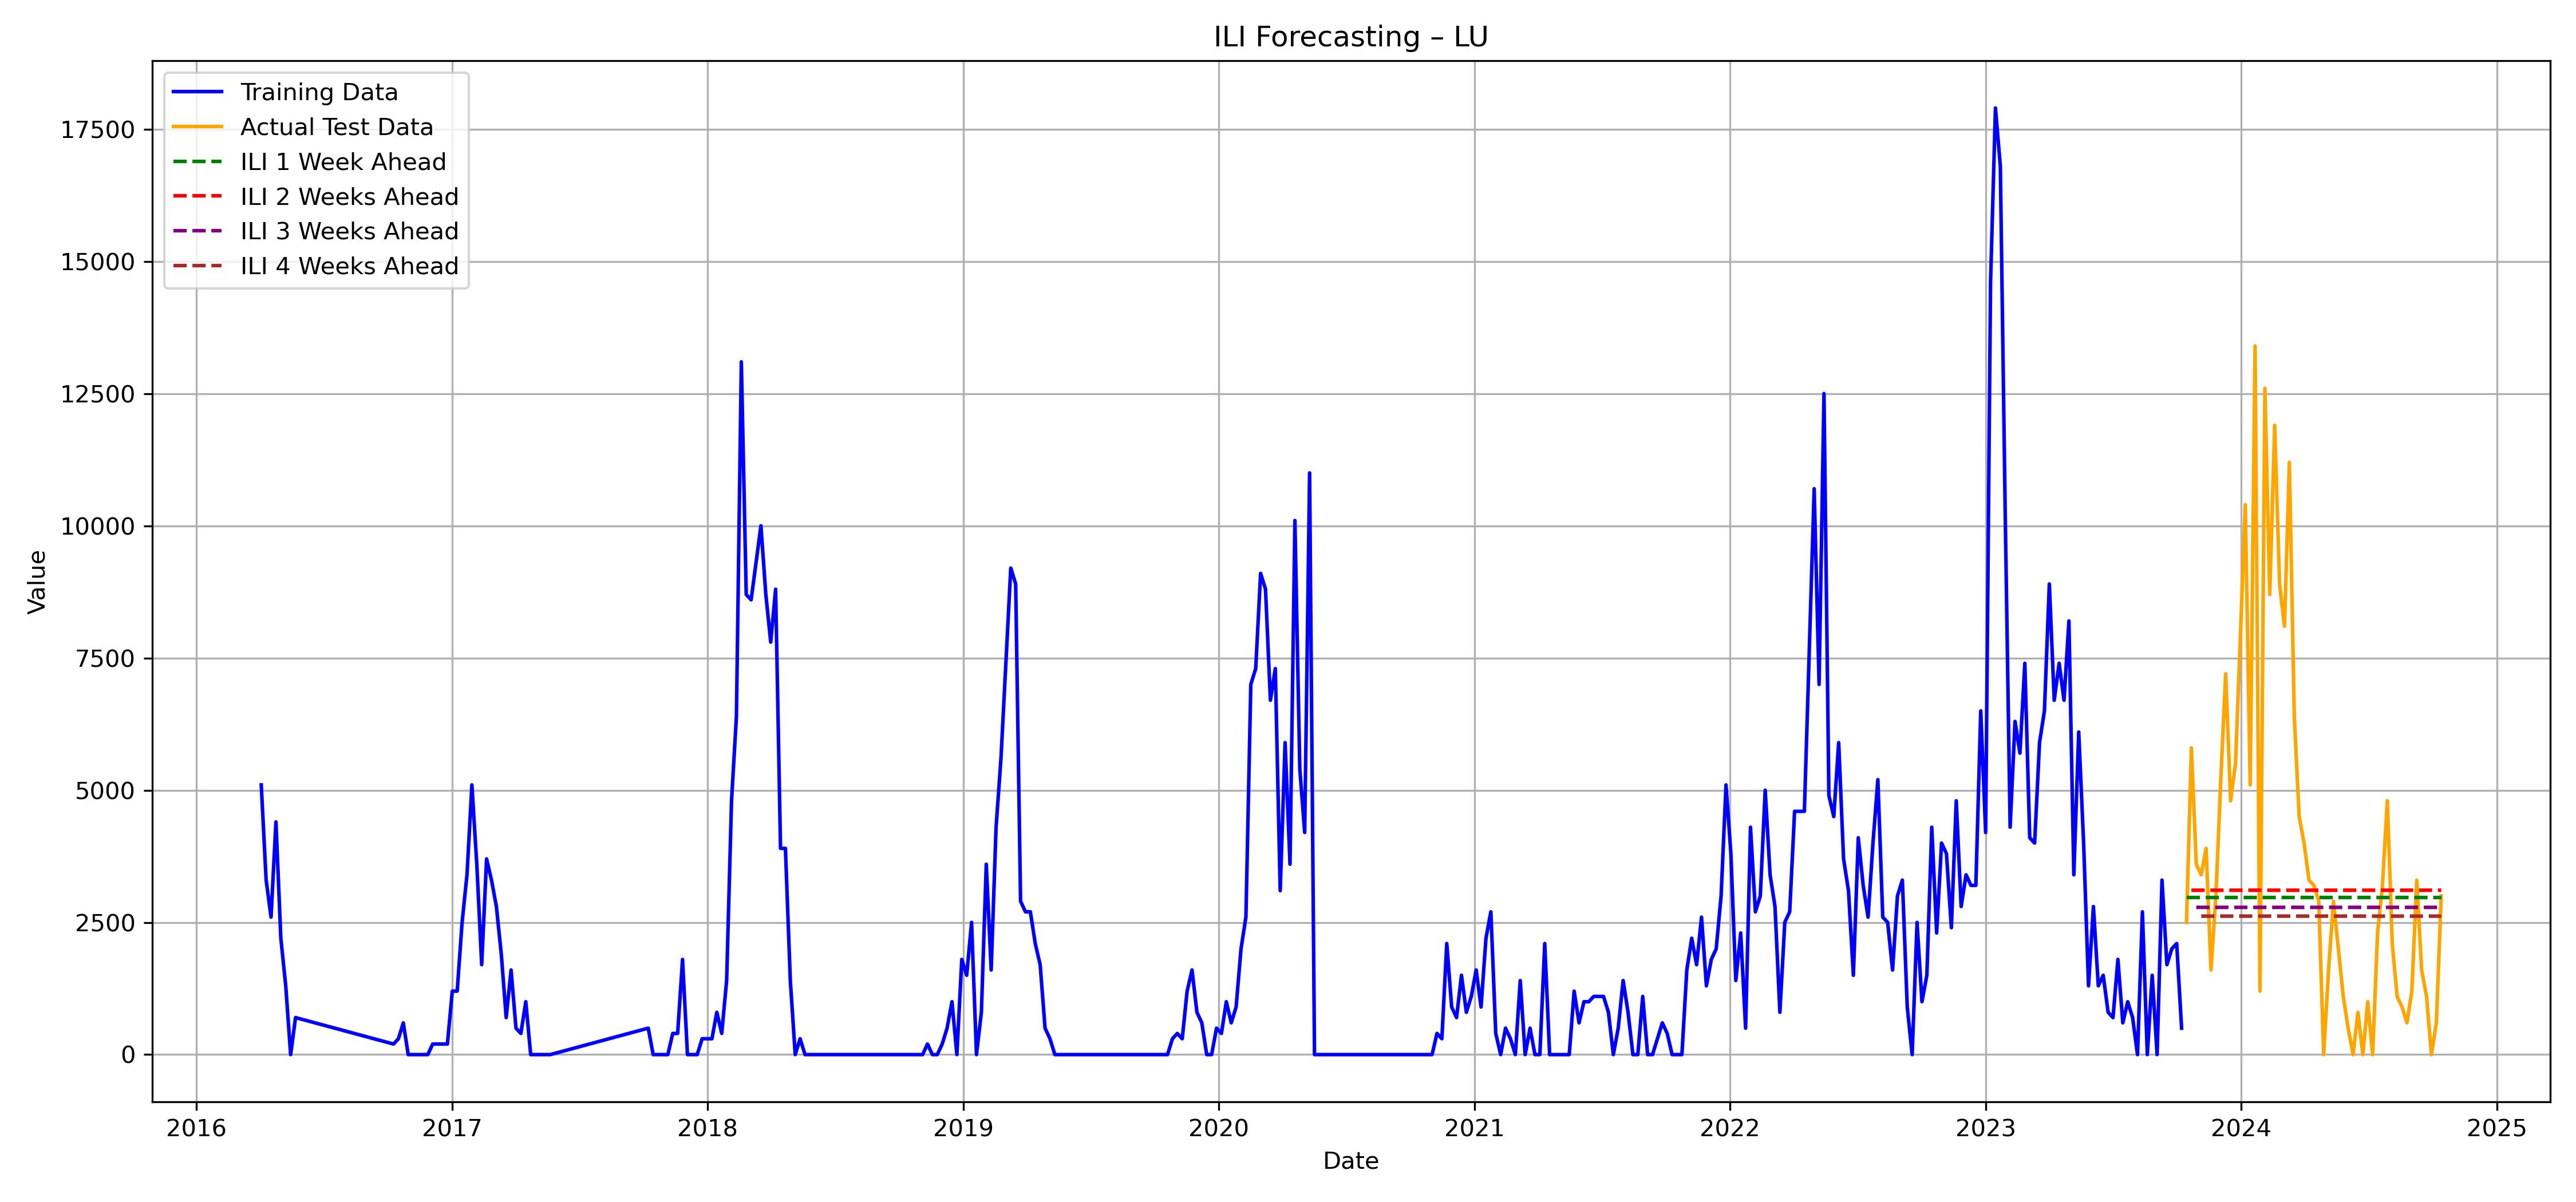 ILI Forecasting – LU
Training Data
Actual Test Data
ILI 1 Week Ahead
ILI 2 Weeks Ahead
ILI 3 Weeks Ahead
ILI 4 Weeks Ahead
17500
15000
12500
10000
7500
5000
2500
0
Value
2016 2017 2018 2019 2020 2021 2022 2023 2024 2025
Date